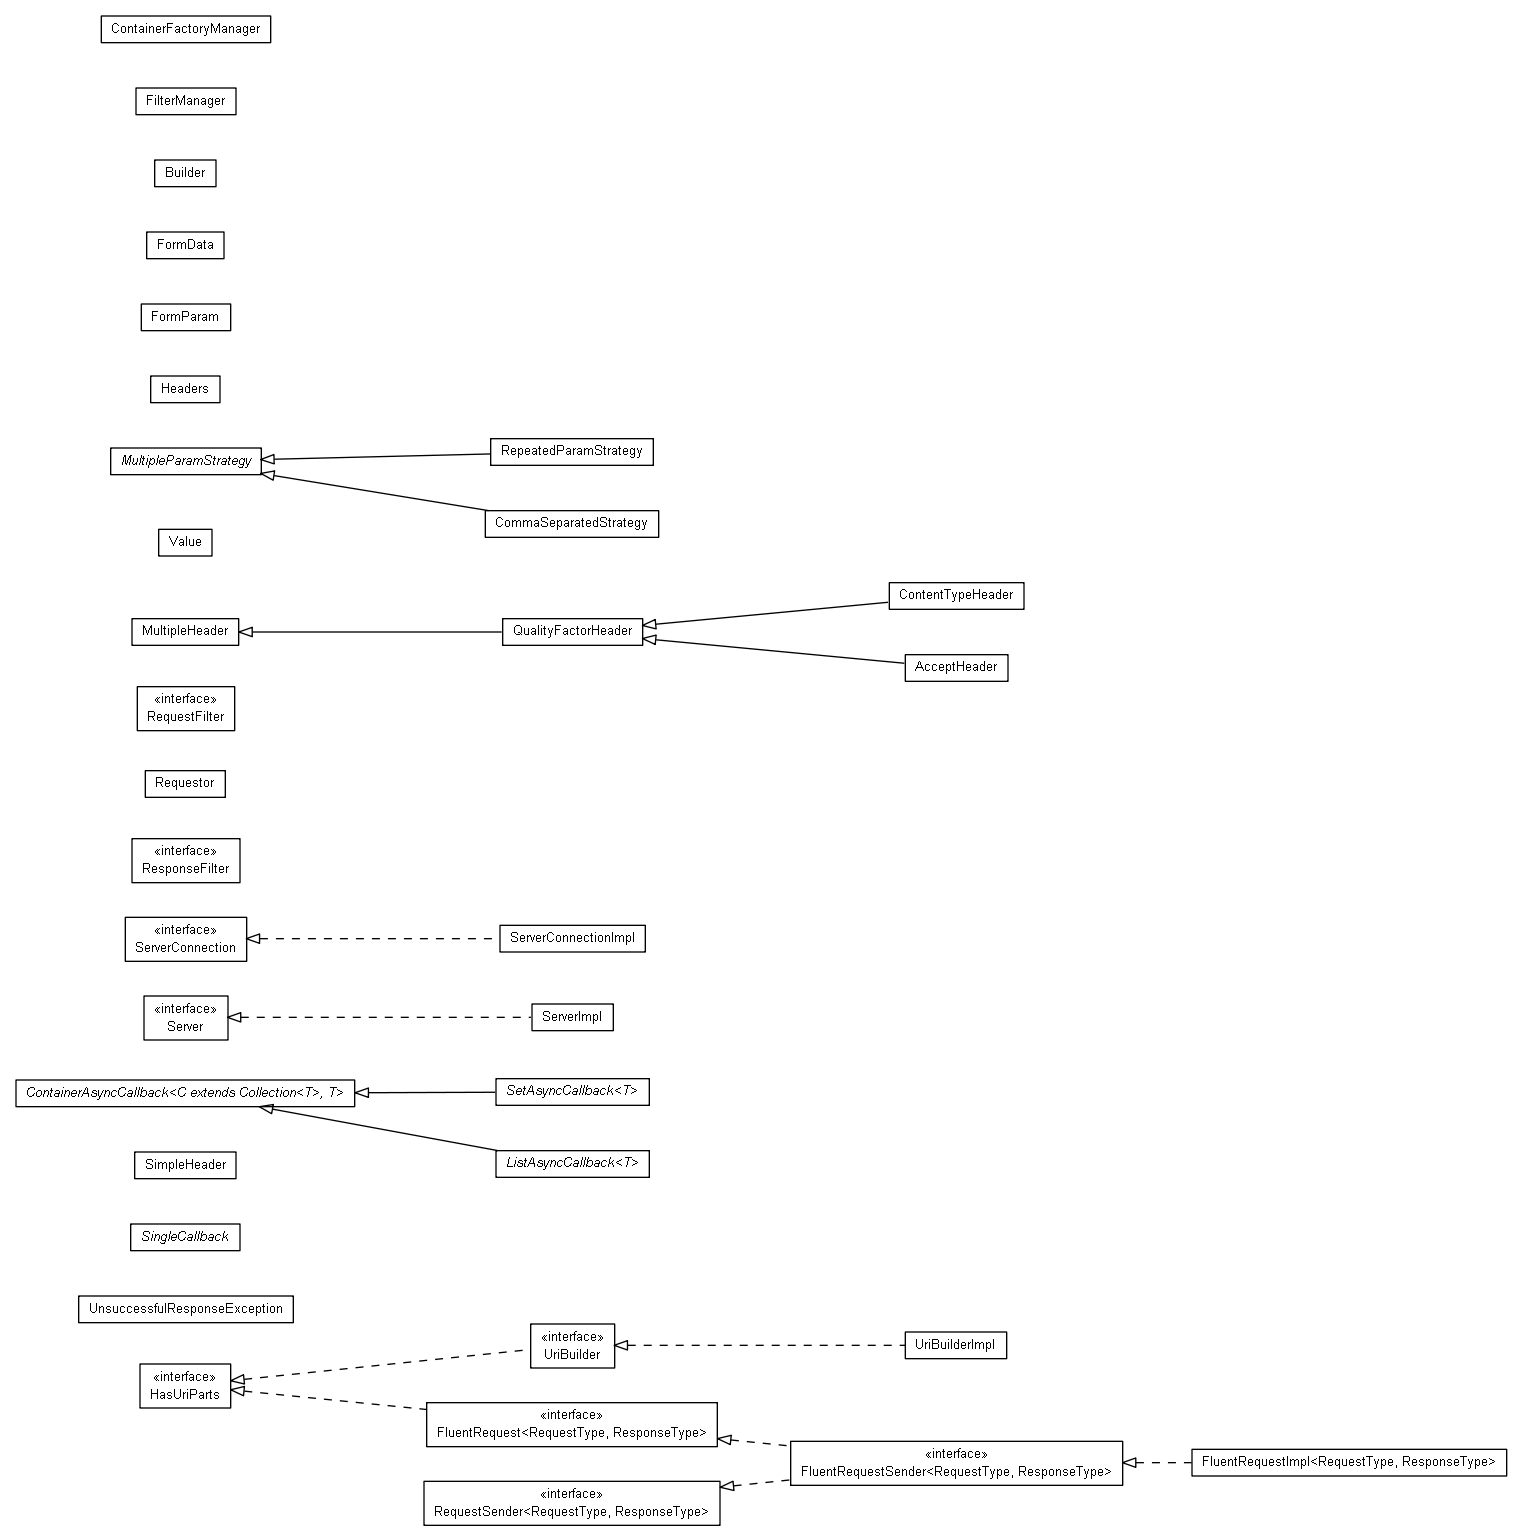 ContainerFactoryManager
FilterManager
Builder
FormData
FormParam
Headers
MultipleParamStrategy
RepeatedParamStrategy
CommaSeparatedStrategy
Value
MultipleHeader
QualityFactorHeader
ContentTypeHeader
AcceptHeader
«interface»
RequestFilter
Requestor
«interface»
ResponseFilter
«interface»
ServerConnection
ServerConnectionImpl
«interface»
Server
ServerImpl
ContainerAsyncCallback<C extends Collection<T>, T>
SetAsyncCallback<T>
ListAsyncCallback<T>
SimpleHeader
SingleCallback
UnsuccessfulResponseException
«interface»
HasUriParts
«interface»
UriBuilder
UriBuilderImpl
«interface»
FluentRequest<RequestType, ResponseType>
«interface»
RequestSender<RequestType, ResponseType>
«interface»
FluentRequestSender<RequestType, ResponseType>
FluentRequestImpl<RequestType, ResponseType>